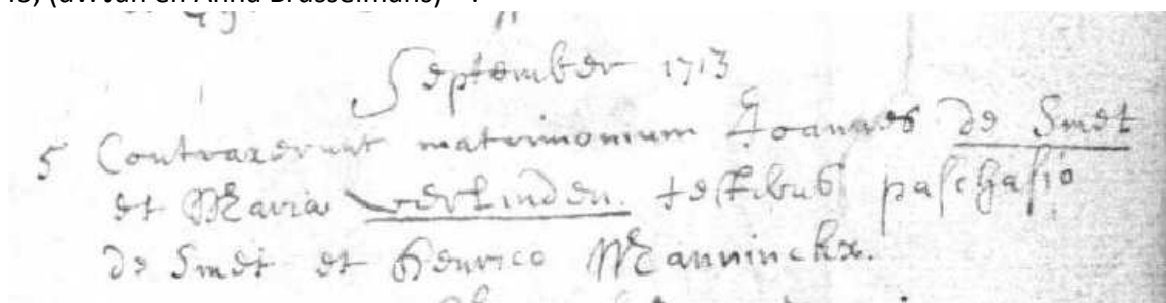 September 1713
5 Contraxerunt matrimonium Joannes de Smet
et Maria verlinden. testibus paschasio
de Smet et Henrico Manninckx.